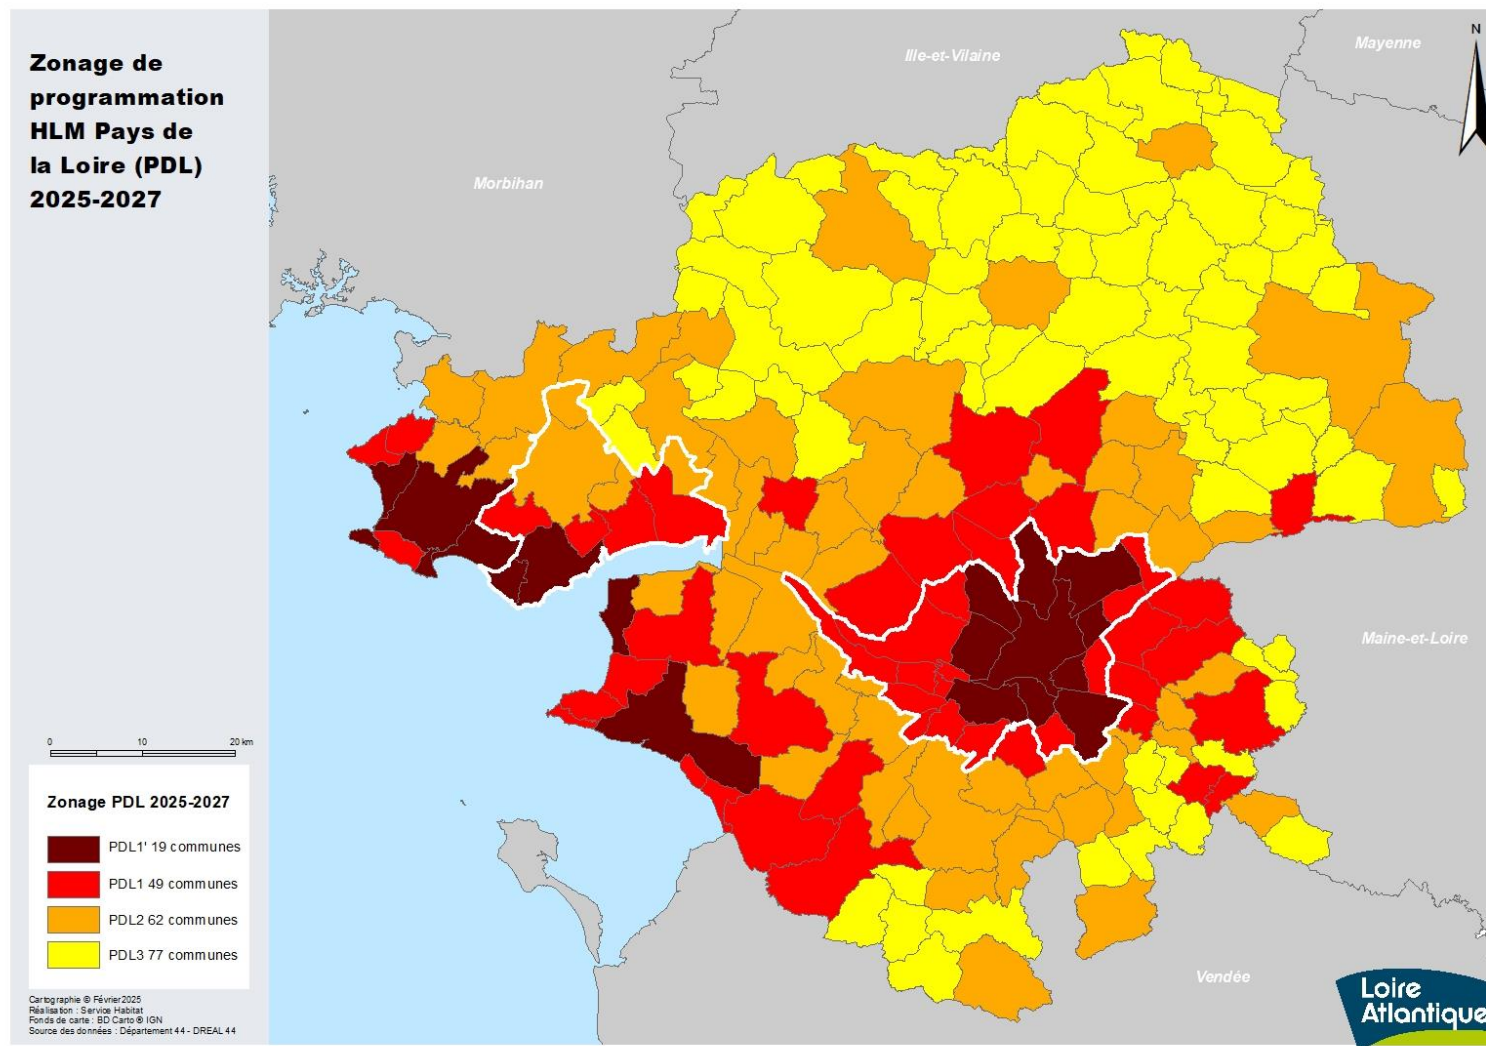 Zonage de
programmation
HLM Pays de
la Loire (PDL)
2025-2027
Ille-et-Vilaine
Mayenne
N
Morbihan
Maine-et-Loire
Vendée
0 10 20 km
Zonage PDL 2025-2027
PDL1' 19 communes
PDL1 49 communes
PDL2 62 communes
PDL3 77 communes
Cartographie © Février 2025
Réalisation : Service Habitat
Fonds de carte : BD Carto ® IGN
Source des données : Département 44 - DREAL 44
Loire
Atlantique